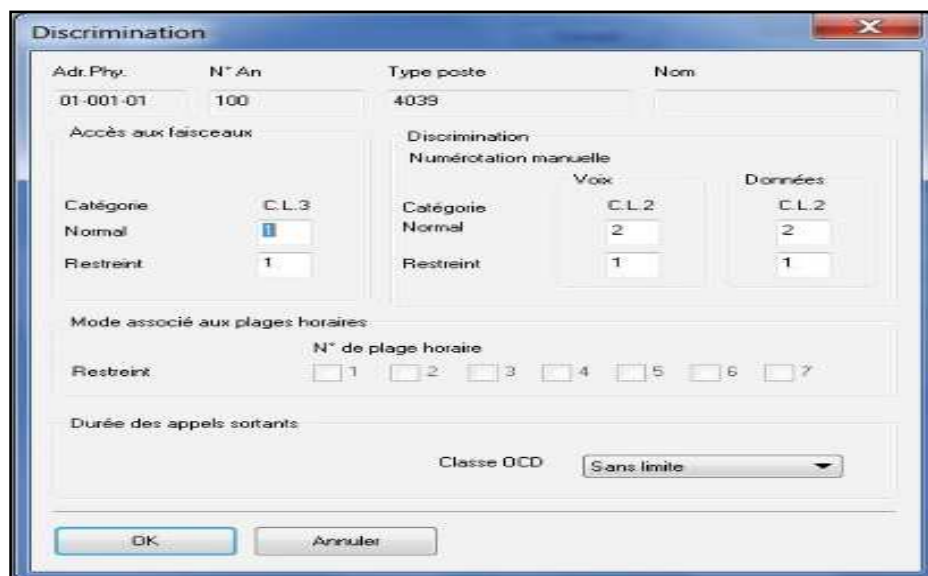 Discrimination
Adr.Phy. N° An Type poste Nom
01-001-01 100 4039
Accès aux faisceaux
Discrimination
Numérotation manuelle
Voix Données
Catégorie C.L.3 Catégorie C.L.2 C.L.2
Normal 1 Normal 2 2
Restreint 1 Restreint 1 1
Mode associé aux plages horaires
N° de plage horaire
Restreint 1 2 3 4 5 6 7
Durée des appels sortants
Classe OCD Sans limite
OK Annuler